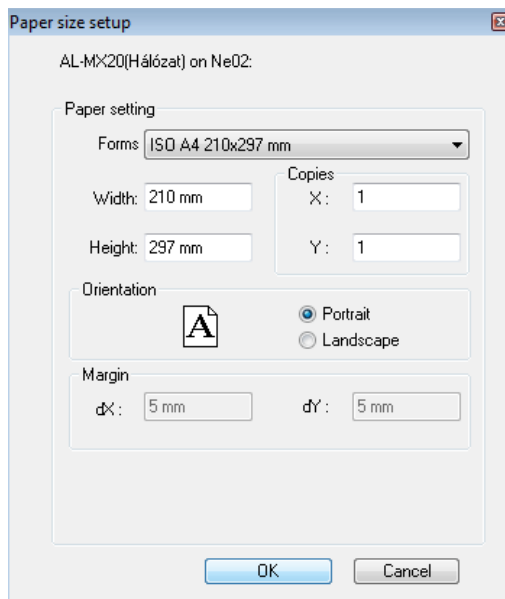 Paper size setup
AL-MX20(Hálózat) on Ne02:
Paper setting
Forms ISO A4 210x297 mm
Copies
Width: 210 mm X : 1
Height: 297 mm Y : 1
Orientation
A Portrait
Landscape
Margin
dX : 5 mm dY : 5 mm
OK Cancel